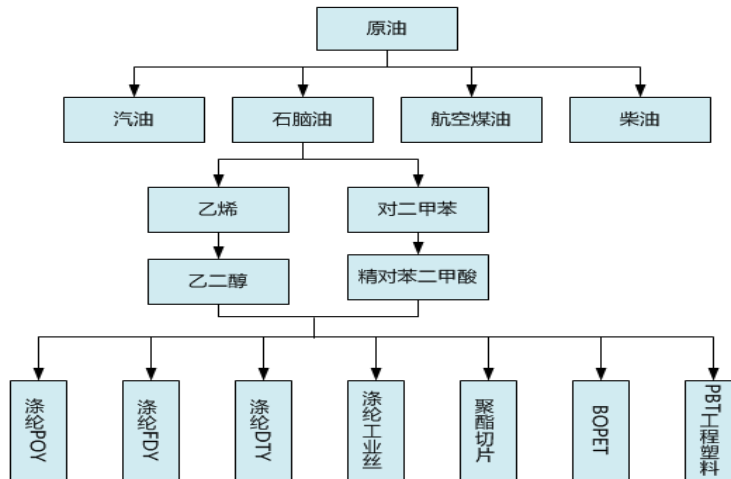 原油
汽油
石脑油
航空煤油
柴油
乙烯
对二甲苯
乙二醇
精对苯二甲酸
涤纶POY
涤纶FDY
涤纶DTY
涤纶工业丝
聚酯切片
BOPET
PBT工程塑料